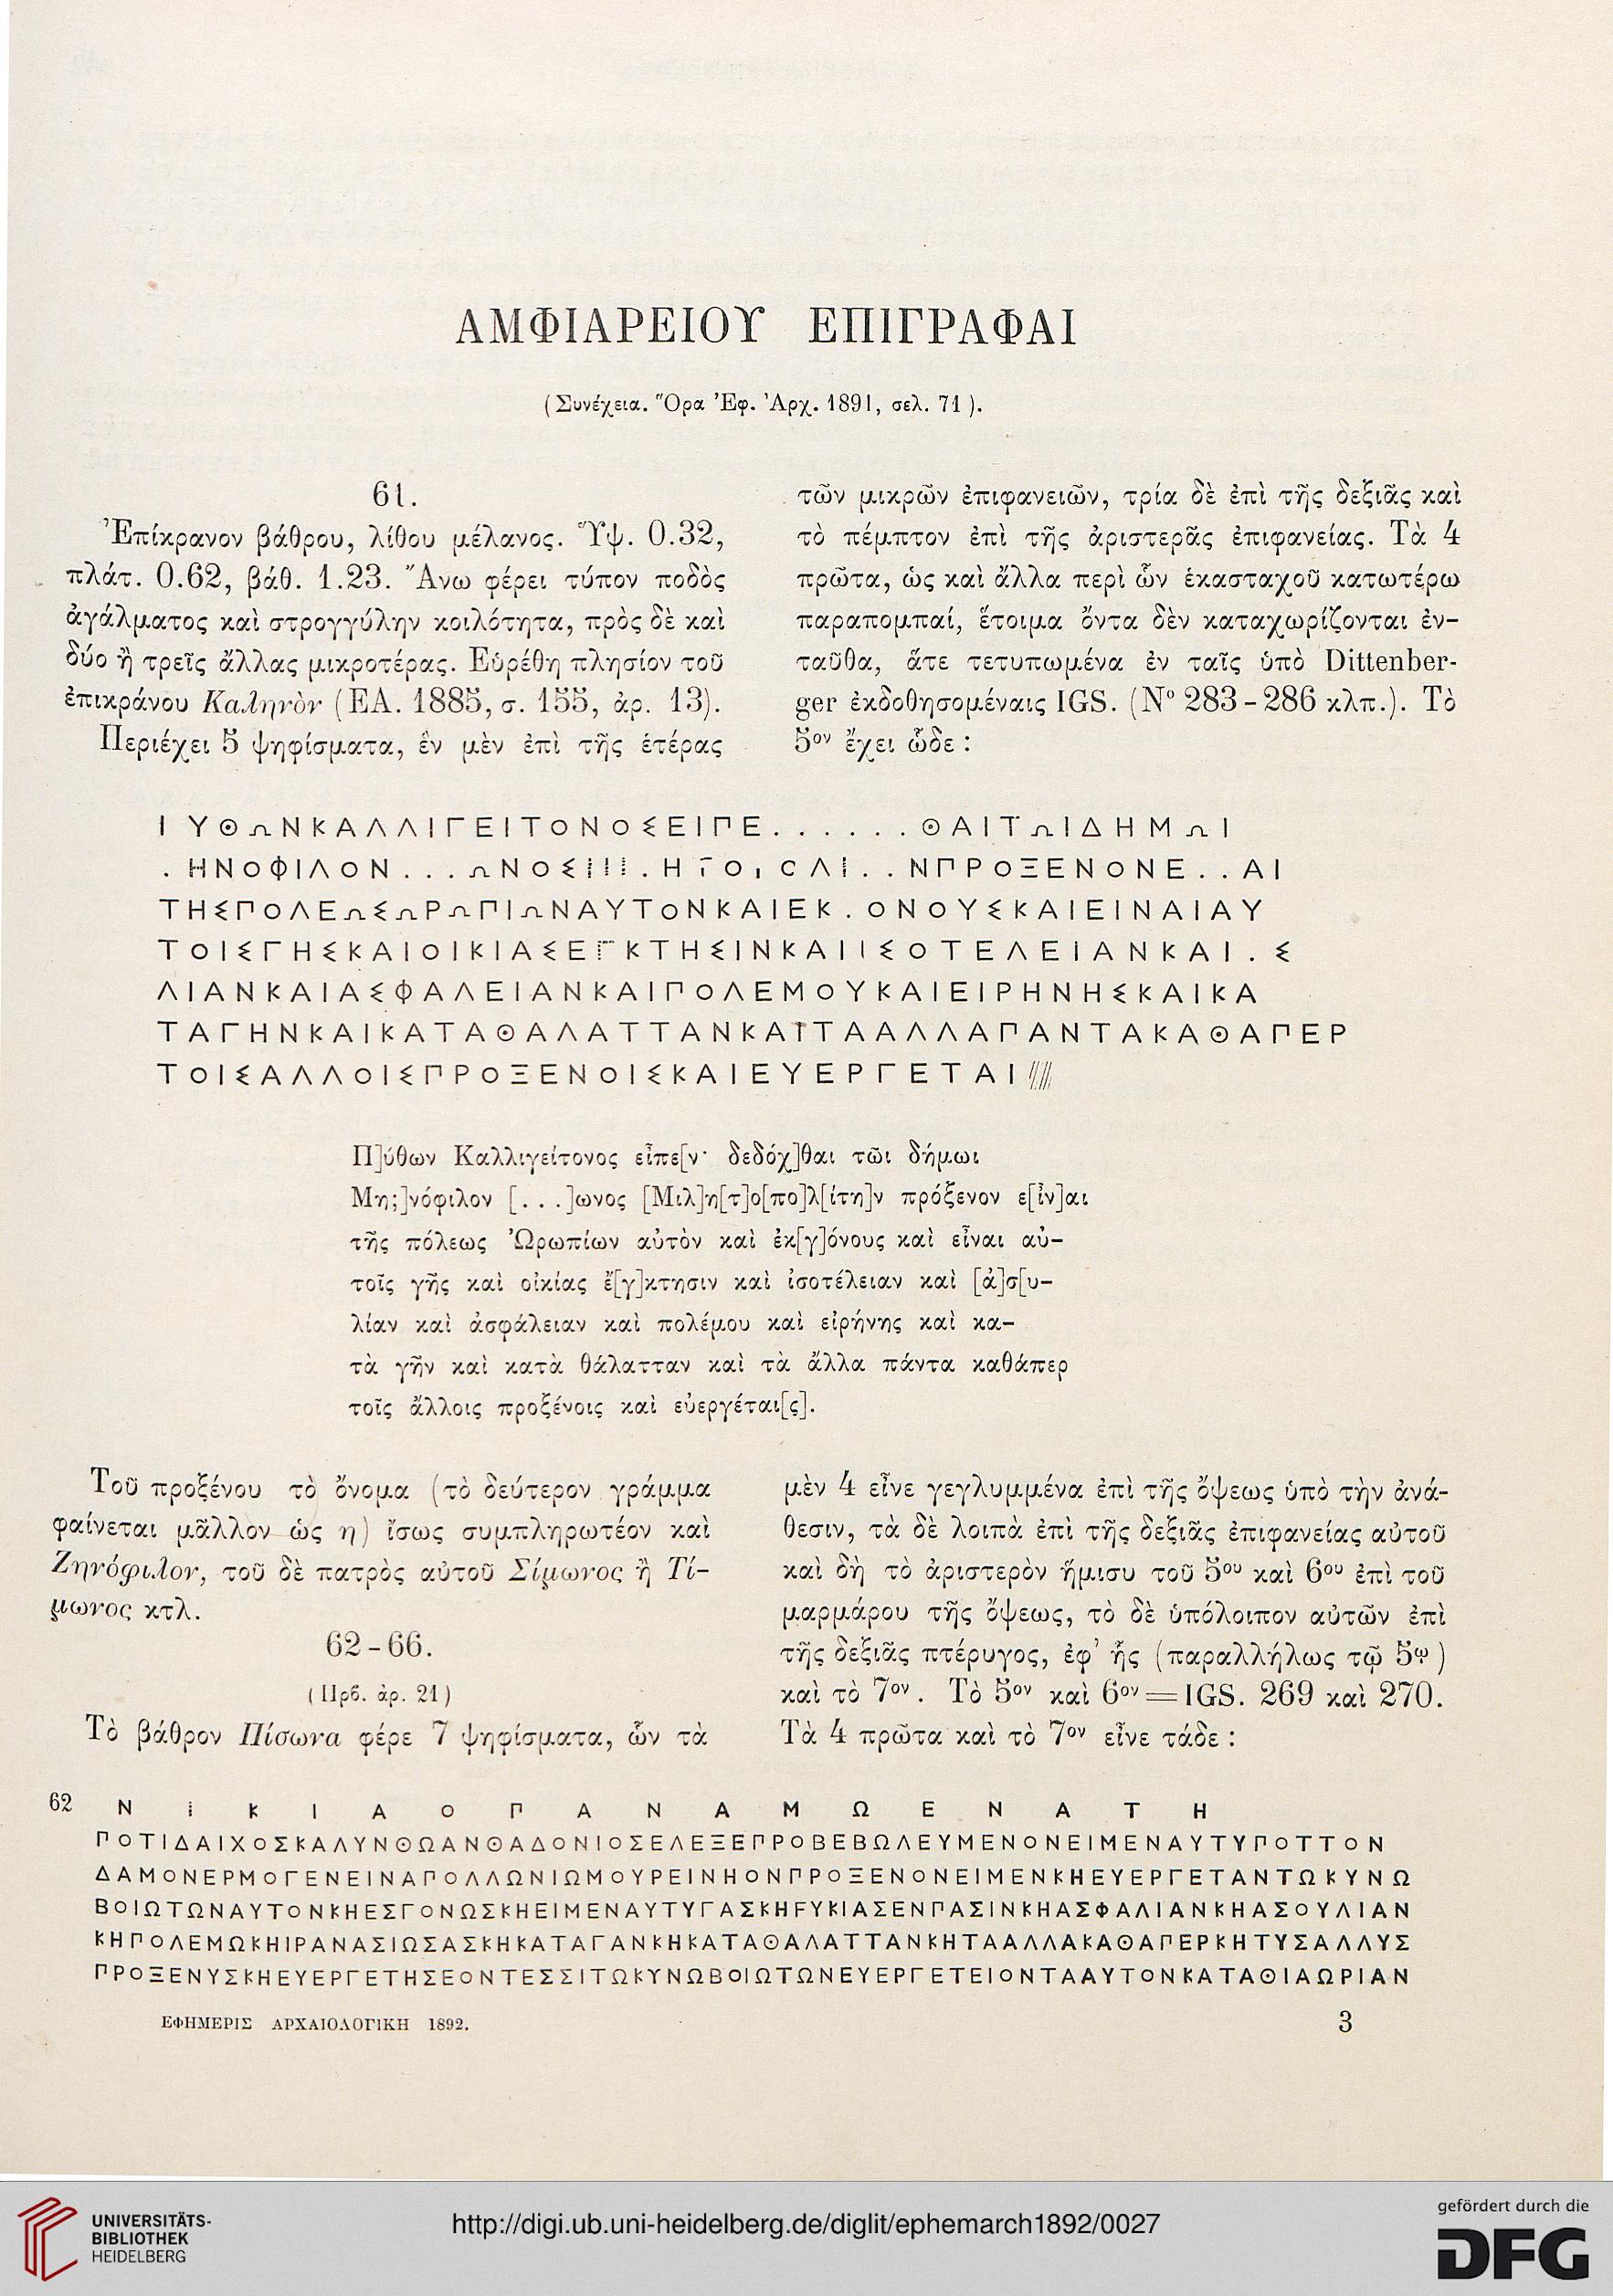 ΑΜΦΙΑΡΕΙΟΥ ΕΠΙΓΡΑΦΑΙ
(Συνέχεια. Ὅρα Ἐφ. Ἀρχ. 1891, σελ. 71).
61.
Ἐπίκρανον βάθρου, λίθου μέλανος. Ὕψ. 0.32,
πλάτ. 0.62, βάθ. 1.23. Ἄνω φέρει τύπον ποδὸς
ἀγάλματος καὶ στρογγύλην κοιλότητα, πρὸς δὲ καὶ
δύο ἢ τρεῖς ἄλλας μικροτέρας. Εὑρέθη πλησίον τοῦ
ἐπικράνου Καληνὸν (ΕΑ. 1885, σ. 155, ἀρ. 13).
Περιέχει 5 ψηφίσματα, ἓν μὲν ἐπὶ τῆς ἑτέρας
τῶν μικρῶν ἐπιφανειῶν, τρία δὲ ἐπὶ τῆς δεξιᾶς καὶ
τὸ πέμπτον ἐπὶ τῆς ἀριστερᾶς ἐπιφανείας. Τὰ 4
πρῶτα, ὡς καὶ ἄλλα περὶ ὧν ἑκασταχοῦ κατωτέρω
παραπομπαί, ἕτοιμα ὄντα δὲν καταχωρίζονται ἐν-
ταῦθα, ἅτε τετυπωμένα ἐν ταῖς ὑπὸ Dittenber-
ger ἐκδοθησομέναις IGS. (Nº 283-286 κλπ.). Τὸ
5ον ἔχει ὧδε:
Ι ΥΘΩΝΚΑΛΛΙΓΕΙΤΟΝΟΣΕΙΠΕ. . . . . . .ΘΑΙΤΩΙΔΗΜΩΙ
. ΗΝΟΦΙΛΟΝ . . . ΩΝΟΣΙΙΙ . Η Τ Ο Ι Ϲ Λ Ι . . ΝΠΡΟΞΕΝΟΝΕ . . ΑΙ
ΤΗΣΠΟΛΕΩΣΩΡΩΠΙΩΝΑΥΤΟΝΚΑΙΕΚ . ΟΝΟΥΣΚΑΙΕΙΝΑΙΑΥ
ΤΟΙΣΓΗΣΚΑΙΟΙΚΙΑΣΕΓΚΤΗΣΙΝΚΑΙΙΣΟΤΕΛΕΙΑΝΚΑΙ . Σ
ΛΙΑΝΚΑΙΑΣΦΑΛΕΙΑΝΚΑΙΠΟΛΕΜΟΥΚΑΙΕΙΡΗΝΗΣΚΑΙΚΑ
ΤΑΓΗΝΚΑΙΚΑΤΑΘΑΛΑΤΤΑΝΚΑΙΤΑΑΛΛΑΠΑΝΤΑΚΑΘΑΠΕΡ
ΤΟΙΣΑΛΛΟΙΣΠΡΟΞΕΝΟΙΣΚΑΙΕΥΕΡΓΕΤΑΙ
Π]ύθων Καλλιγείτονος εἶπε[ν· δεδόχ]θαι τῶι δήμωι
Μη;]νόφιλον [. . .]ωνος [Μιλ]η[τ]ο[πο]λ[ίτη]ν πρόξενον ε[ἶν]αι
τῆς πόλεως Ὠρωπίων αὐτὸν καὶ ἐκ[γ]όνους καὶ εἶναι αὐ-
τοῖς γῆς καὶ οἰκίας ἔ[γ]κτησιν καὶ ἰσοτέλειαν καὶ [ἀ]σ[υ-
λίαν καὶ ἀσφάλειαν καὶ πολέμου καὶ εἰρήνης καὶ κα-
τὰ γῆν καὶ κατὰ θάλατταν καὶ τὰ ἄλλα πάντα καθάπερ
τοῖς ἄλλοις προξένοις καὶ εὐεργέται[ς].
Τοῦ προξένου τὸ ὄνομα (τὸ δεύτερον γράμμα
φαίνεται μᾶλλον ὡς η) ἴσως συμπληρωτέον καὶ
Ζηνόφιλον, τοῦ δὲ πατρὸς αὐτοῦ Σίμωνος ἢ Τί-
μωνος κτλ.
62-66.
(Πρβ. ἀρ. 21)
Τὸ βάθρον Πίσωνα φέρε 7 ψηφίσματα, ὧν τὰ
μὲν 4 εἶνε γεγλυμμένα ἐπὶ τῆς ὄψεως ὑπὸ τὴν ἀνά-
θεσιν, τὰ δὲ λοιπὰ ἐπὶ τῆς δεξιᾶς ἐπιφανείας αὐτοῦ
καὶ δὴ τὸ ἀριστερὸν ἥμισυ τοῦ 5ου καὶ 6ου ἐπὶ τοῦ
μαρμάρου τῆς ὄψεως, τὸ δὲ ὑπόλοιπον αὐτῶν ἐπὶ
τῆς δεξιᾶς πτέρυγος, ἐφ' ἧς (παραλλήλως τῷ 5ῳ)
καὶ τὸ 7ον. Τὸ 5ον καὶ 6ον=IGS. 269 καὶ 270.
Τὰ 4 πρῶτα καὶ τὸ 7ον εἶνε τάδε:
62 Ν Ι Κ Ι Α Ο Π Α Ν Α Μ Ω Ε Ν Α Τ Η
ΠΟΤΙΔΑΙΧΟΣΚΑΛΥΝΘΩΑΝΘΑΔΟΝΙΟΣΕΛΕΞΕΠΡΟΒΕΒΩΛΕΥΜΕΝΟΝΕΙΜΕΝΑΥΤΥΠΟΤΤΟΝ
ΔΑΜΟΝΕΡΜΟΓΕΝΕΙΝΑΠΟΛΛΩΝΙΩΜΟΥΡΕΙΝΗΟΝΠΡΟΞΕΝΟΝΕΙΜΕΝΚΗΕΥΕΡΓΕΤΑΝΤΩΚΥΝΩ
ΒΟΙΩΤΩΝΑΥΤΟΝΚΗΕΣΓΟΝΩΣΚΗΕΙΜΕΝΑΥΤΥΓΑΣΚΗϜΥΚΙΑΣΕΝΠΑΣΙΝΚΗΑΣΦΑΛΙΑΝΚΗΑΣΟΥΛΙΑΝ
ΚΗΠΟΛΕΜΩΚΗΙΡΑΝΑΣΙΩΣΑΣΚΗΚΑΤΑΓΑΝΚΗΚΑΤΑΘΑΛΑΤΤΑΝΚΗΤΑΑΛΛΑΚΑΘΑΠΕΡΚΗΤΥΣΑΛΛΥΣ
ΠΡΟΞΕΝΥΣΚΗΕΥΕΡΓΕΤΗΣΕΟΝΤΕΣΣΙΤΩΚΥΝΩΒΟΙΩΤΩΝΕΥΕΡΓΕΤΕΙΟΝΤΑΑΥΤΟΝΚΑΤΑΘΙΑΩΡΙΑΝ
ΕΦΗΜΕΡΙΣ ΑΡΧΑΙΟΛΟΓΙΚΗ 1892.
3
UNIVERSITÄTS-
BIBLIOTHEK
HEIDELBERG
http://digi.ub.uni-heidelberg.de/diglit/ephemarch1892/0027
gefördert durch die
DFG